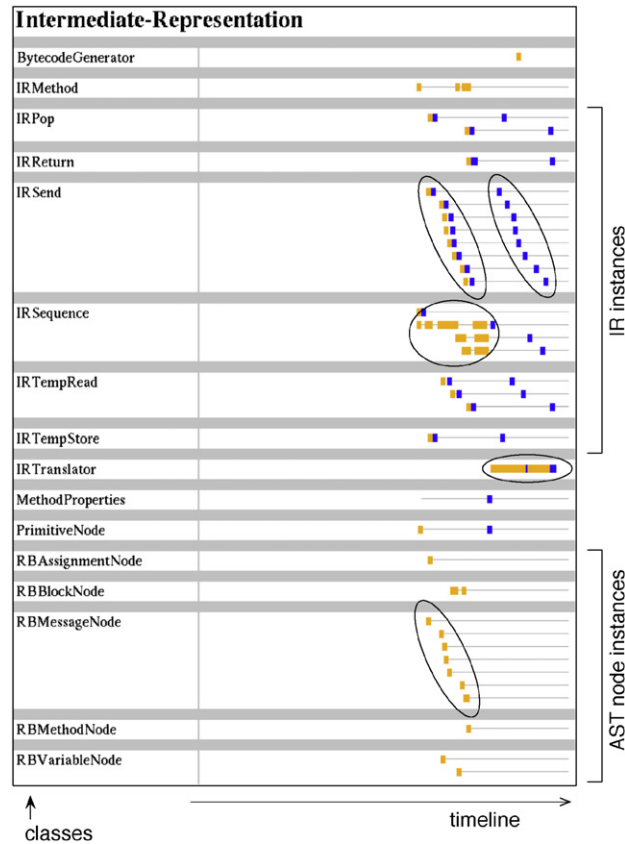 Intermediate-Representation
BytecodeGenerator
IRMethod
IRPop
IRReturn
IRSend
IRSequence
IRTempRead
IRTempStore
IRTranslator
MethodProperties
PrimitiveNode
RBAssignmentNode
RBBlockNode
RBMessageNode
RBMethodNode
RBVariableNode
IR instances
AST node instances
classes
timeline